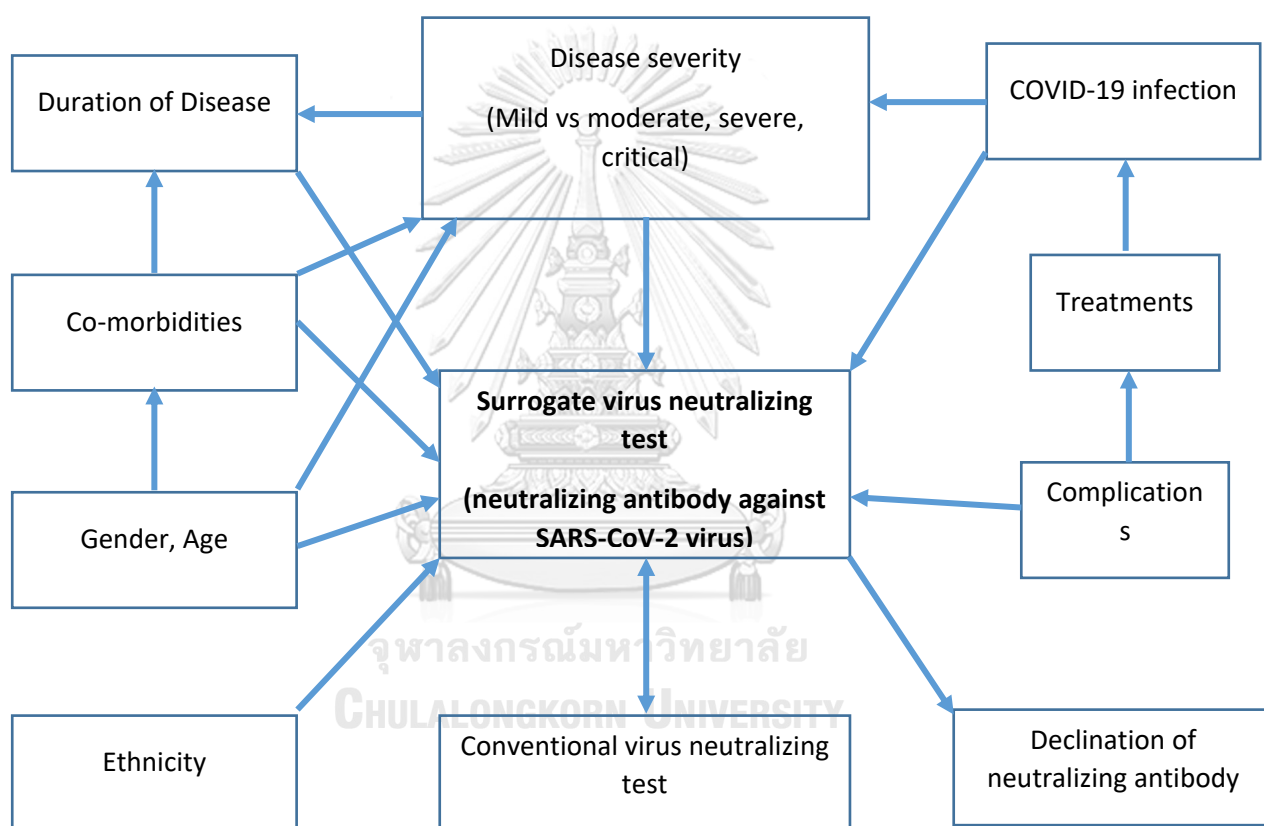 Disease severity
(Mild vs moderate, severe,
critical)
Duration of Disease
COVID-19 infection
Co-morbidities
Treatments
Surrogate virus neutralizing
test
(neutralizing antibody against
SARS-CoV-2 virus)
Gender, Age
Complication
s
จุฬาลงกรณ์มหาวิทยาลัย
CHULALONGKORN UNIVERSITY
Ethnicity
Conventional virus neutralizing
test
Declination of
neutralizing antibody